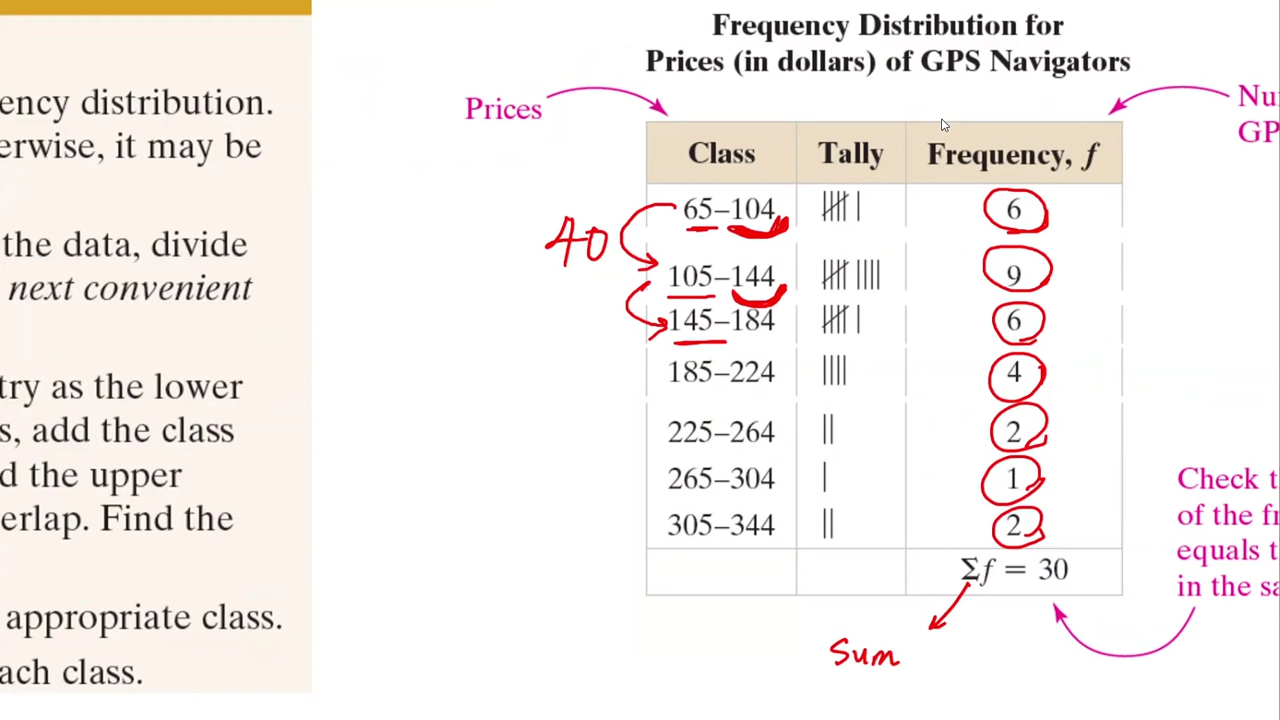 ency distribution.
erwise, it may be
the data, divide
next convenient
try as the lower
s, add the class
d the upper
erlap. Find the
appropriate class.
ach class.
Frequency Distribution for
Prices (in dollars) of GPS Navigators
Prices
Nu
GP
Class Tally Frequency, f
65–104 6
40
105–144 9
145–184 6
185–224 4
225–264 2
265–304 1
305–344 2
Σf = 30
Sum
Check t
of the f
equals t
in the sa